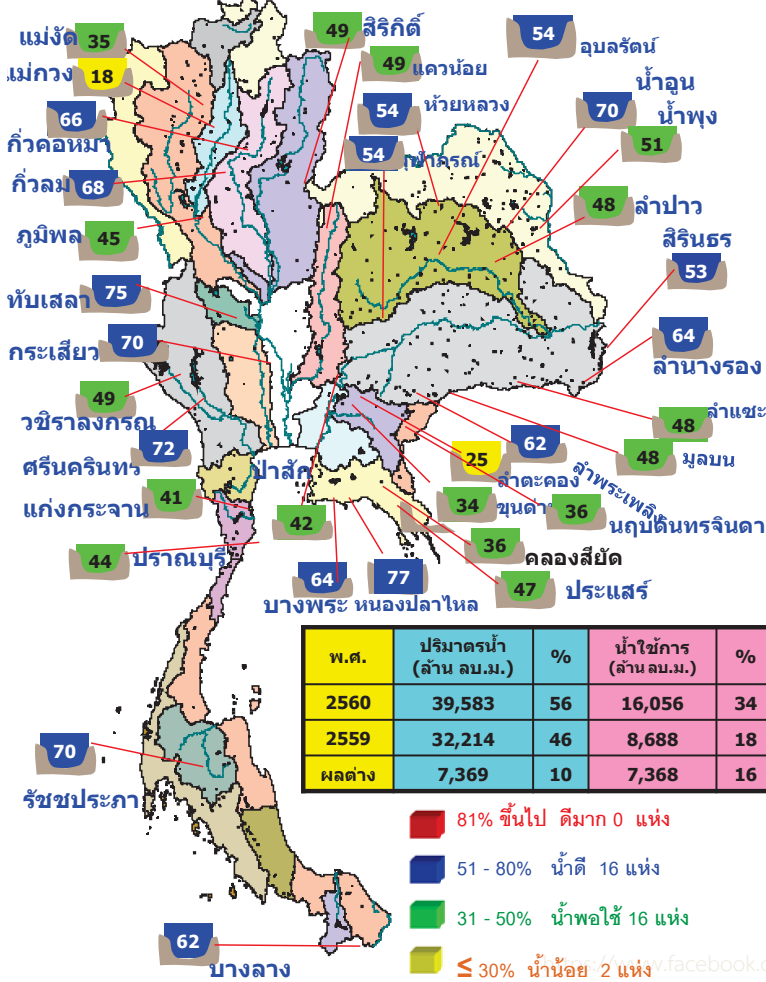 แม่งัด
35
49
สิริกิติ์
54
อุบลรัตน์
18
49
แควน้อย
54
ห้วยหลวง
70
น้ำอูน
น้ำพุง
51
66
กิ่วคอหมา
54
กิ่วลม
68
48
ลำปาว
ภูมิพล
45
สิรินธร
53
ทับเสลา
75
กระเสียว
70
64
ลำนางรอง
49
วชิราลงกรณ
48
ลำแชะ
72
ศรีนครินทร
62
48
มูลบน
25
ลำตะคอง
ลำพระเพลิง
ป่าสัก
แก่งกระจาน
41
34
ขุนด่าน
36
นฤบดินทรจินดา
42
44
ปราณบุรี
36
คลองสียัด
64
บางพระ
77
หนองปลาไหล
47
ประแสร์
พ.ศ. ปริมาตรน้ำ (ล้าน ลบ.ม.) % น้ำใช้การ (ล้าน ลบ.ม.) %
2560 39,583 56 16,056 34
2559 32,214 46 8,688 18
ผลต่าง 7,369 10 7,368 16
70
รัชชประภา
81% ขึ้นไป ดีมาก 0 แห่ง
51 - 80% น้ำดี 16 แห่ง
31 - 50% น้ำพอใช้ 16 แห่ง
≤ 30% น้ำน้อย 2 แห่ง
62
บางลาง